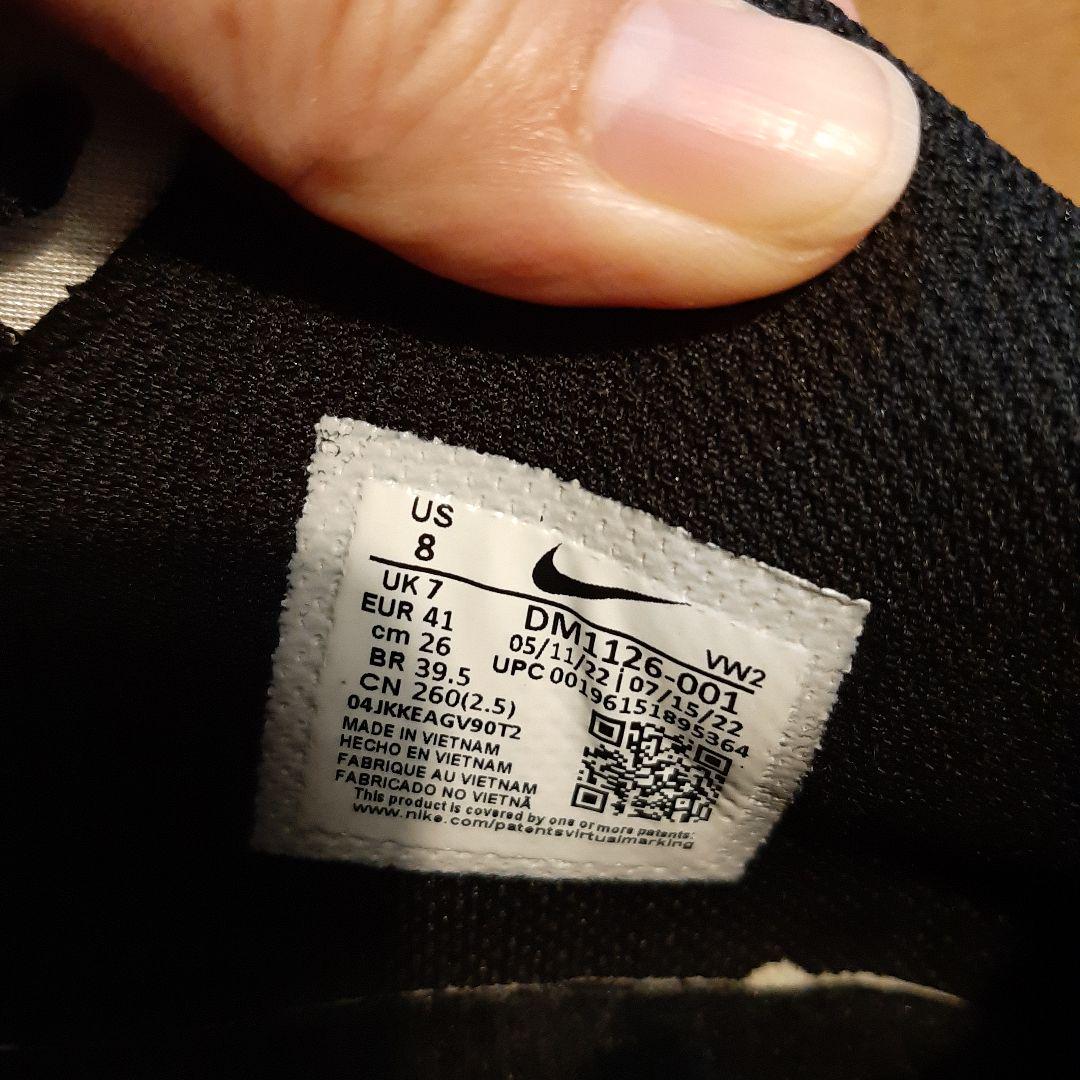 US
8
UK 7
EUR 41
cm 26
BR 39.5
CN 260(2.5)
04JKKEAGV90T2
VW2
DM1126-001
05/11/22 | 07/15/22
UPC 00196151895364
MADE IN VIETNAM
HECHO EN VIETNAM
FABRIQUE AU VIETNAM
FABRICADO NO VIETNÃ
This product is covered by one or more patents:
www.nike.com/patentsvirtualmarking